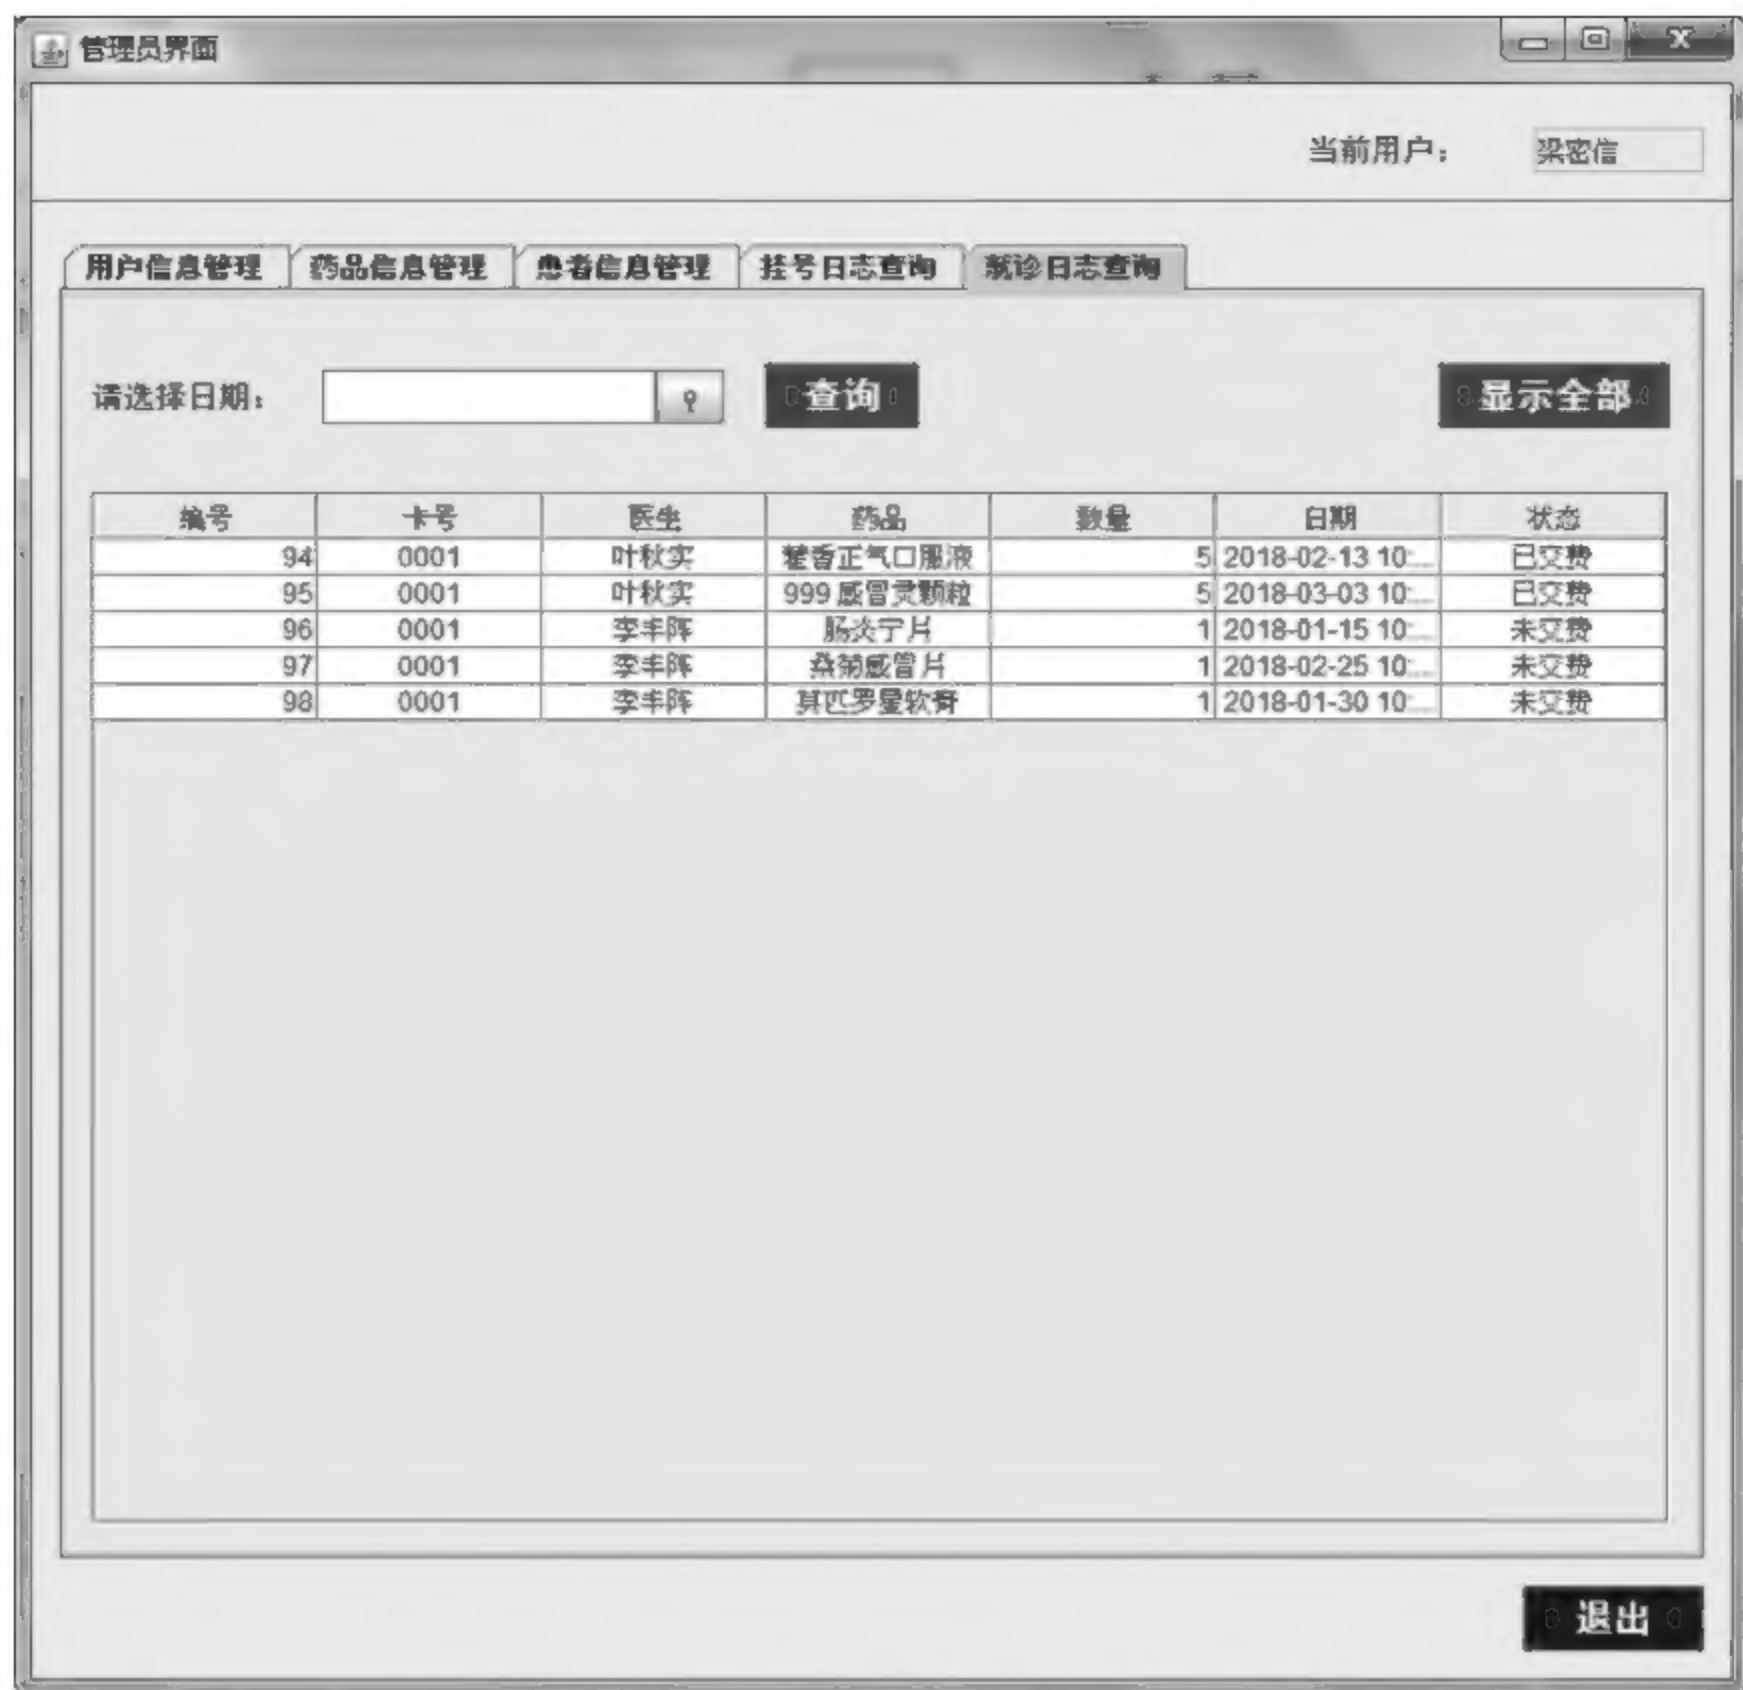 管理员界面
当前用户： 梁密信
用户信息管理 药品信息管理 患者信息管理 挂号日志查询 就诊日志查询
请选择日期： 查询 显示全部
编号 卡号 医生 药品 数量 日期 状态
94 0001 叶秋实 藿香正气口服液 5 2018-02-13 10:... 已交费
95 0001 叶秋实 999感冒灵颗粒 5 2018-03-03 10:... 已交费
96 0001 李丰阵 肠炎宁片 1 2018-01-15 10:... 未交费
97 0001 李丰阵 桑菊感冒片 1 2018-02-25 10:... 未交费
98 0001 李丰阵 莫匹罗星软膏 1 2018-01-30 10:... 未交费
退出